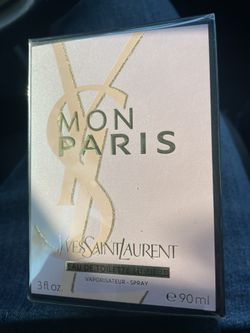 MON
PARIS
YVESSAINTLAURENT
EAU DE TOILETTE
VAPORISATEUR - SPRAY
3 fl.oz. e 90 ml